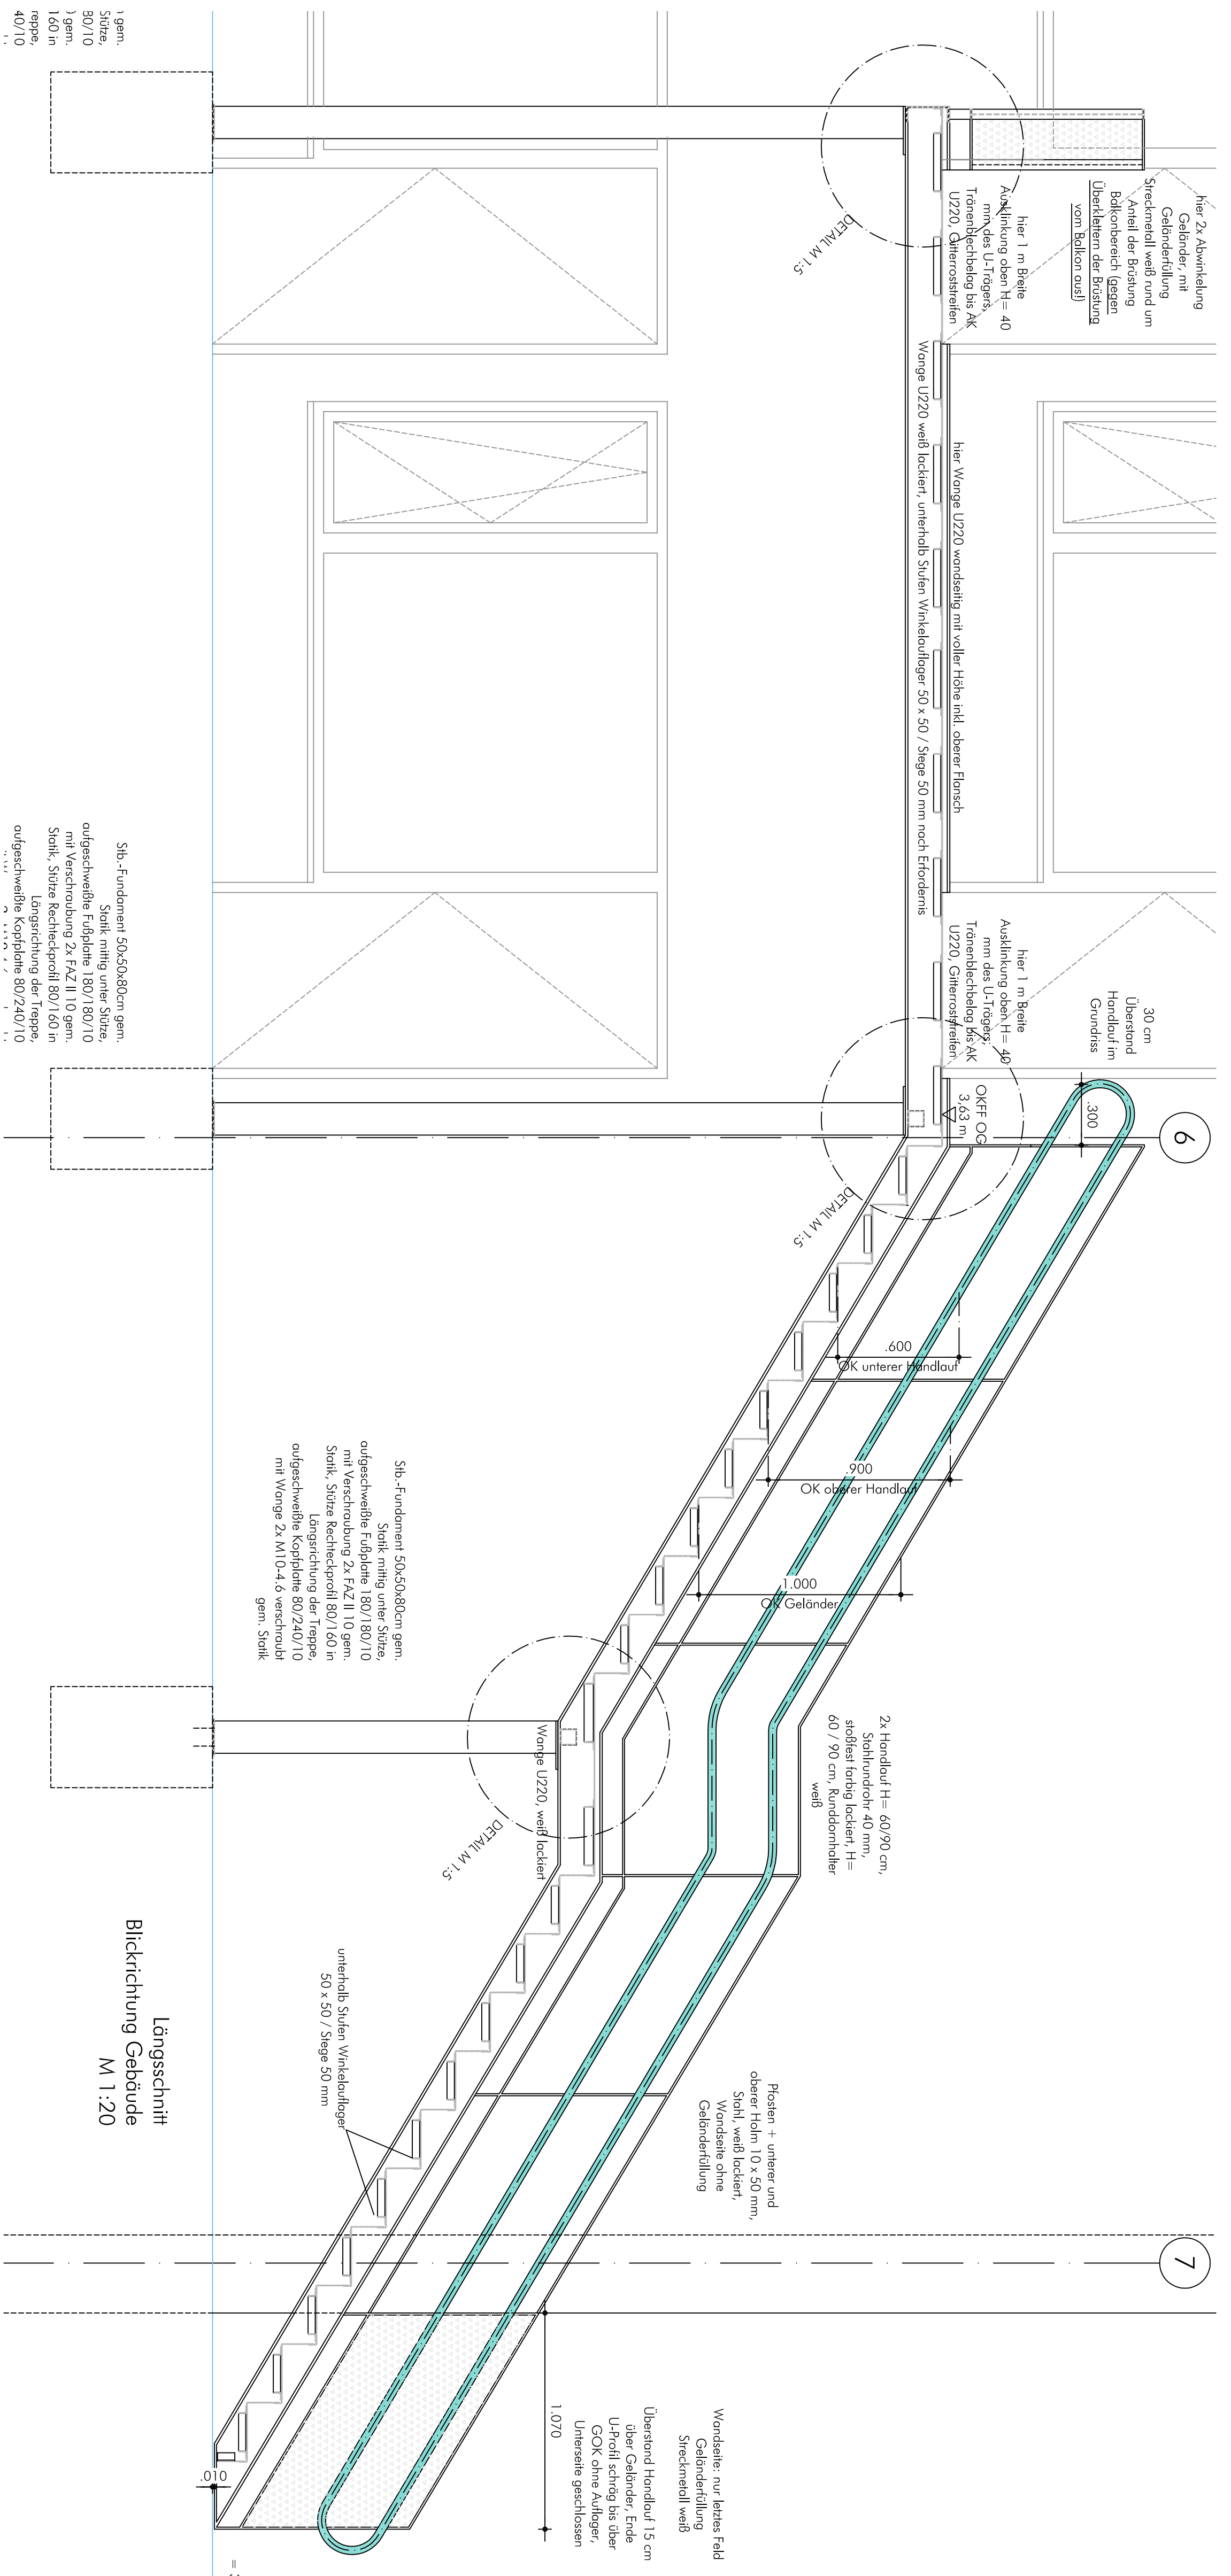 hier 2x Abwinkelung
Geländer, mit
Geländerfüllung
Streckmetall weiß rund um
Anteil der Brüstung
Balkonbereich (gegen
Überklettern der Brüstung
vom Balkon aus!)
hier 1 m Breite
Ausklinkung oben H= 40
mm des U-Trägers,
Tränenblechbelag bis AK
U220, Gitterroststreifen
DETAIL M 1:5
hier Wange U220 wandseitig mit voller Höhe inkl. oberer Flansch
Wange U220 weiß lackiert, unterhalb Stufen Winkelauflager 50 x 50 / Stege 50 mm nach Erfordernis
hier 1 m Breite
Ausklinkung oben H= 40
mm des U-Trägers,
Tränenblechbelag bis AK
U220, Gitterroststreifen
30 cm
Überstand
Handlauf im
Grundriss
6
.300
OKFF OG
3,63 m
DETAIL M 1:5
.600
OK unterer Handlauf
.900
OK oberer Handlauf
1.000
OK Geländer
2x Handlauf H= 60/90 cm,
Stahlrundrohr 40 mm,
stoßfest farbig lackiert, H=
60 / 90 cm, Runddornhalter
weiß
Wange U220, weiß lackiert
DETAIL M 1:5
Pfosten + unterer und
oberer Holm 10 x 50 mm,
Stahl, weiß lackiert,
Wandseite ohne
Geländerfüllung
7
unterhalb Stufen Winkelauflager
50 x 50 / Stege 50 mm
Wandseite: nur letztes Feld
Geländerfüllung
Streckmetall weiß
Überstand Handlauf 15 cm
über Geländer, Ende
U-Profil schräg bis über
GOK ohne Auflager,
Unterseite geschlossen
1.070
.010
gem.
Stütze,
80/10
gem.
160 in
reppe,
40/10
Stb.-Fundament 50x50x80cm gem.
Statik mittig unter Stütze,
aufgeschweißte Fußplatte 180/180/10
mit Verschraubung 2x FAZ II 10 gem.
Statik, Stütze Rechteckprofil 80/160 in
Längsrichtung der Treppe,
aufgeschweißte Kopfplatte 80/240/10
Stb.-Fundament 50x50x80cm gem.
Statik mittig unter Stütze,
aufgeschweißte Fußplatte 180/180/10
mit Verschraubung 2x FAZ II 10 gem.
Statik, Stütze Rechteckprofil 80/160 in
Längsrichtung der Treppe,
aufgeschweißte Kopfplatte 80/240/10
mit Wange 2x M10-4.6 verschraubt
gem. Statik
Längsschnitt
Blickrichtung Gebäude
M 1:20